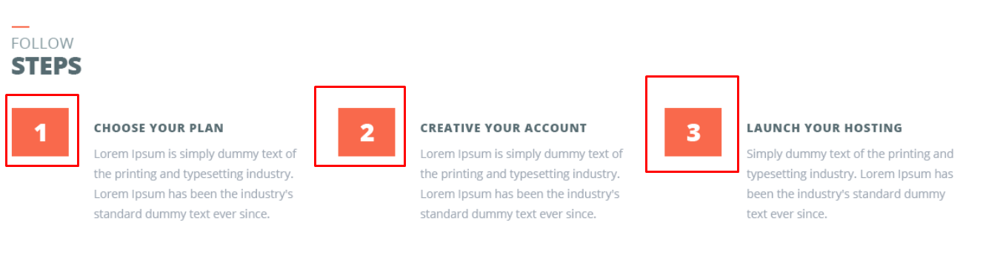 FOLLOW
STEPS
1
CHOOSE YOUR PLAN
Lorem Ipsum is simply dummy text of
the printing and typesetting industry.
Lorem Ipsum has been the industry's
standard dummy text ever since.
2
CREATIVE YOUR ACCOUNT
Lorem Ipsum is simply dummy text of
the printing and typesetting industry.
Lorem Ipsum has been the industry's
standard dummy text ever since.
3
LAUNCH YOUR HOSTING
Simply dummy text of the printing and
typesetting industry. Lorem Ipsum has
been the industry's standard dummy
text ever since.